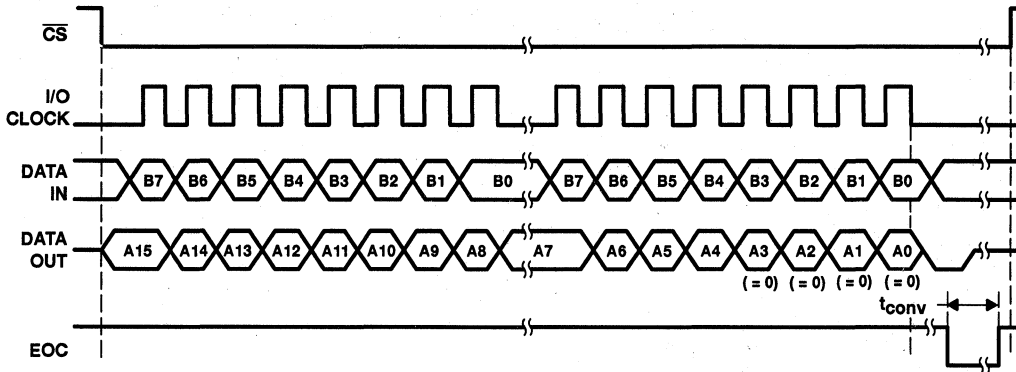 CS
I/O
CLOCK
DATA
IN
B7 B6 B5 B4 B3 B2 B1 B0 B7 B6 B5 B4 B3 B2 B1 B0
DATA
OUT
A15 A14 A13 A12 A11 A10 A9 A8 A7 A6 A5 A4 A3 A2 A1 A0
(= 0) (= 0) (= 0) (= 0)
tconv
EOC